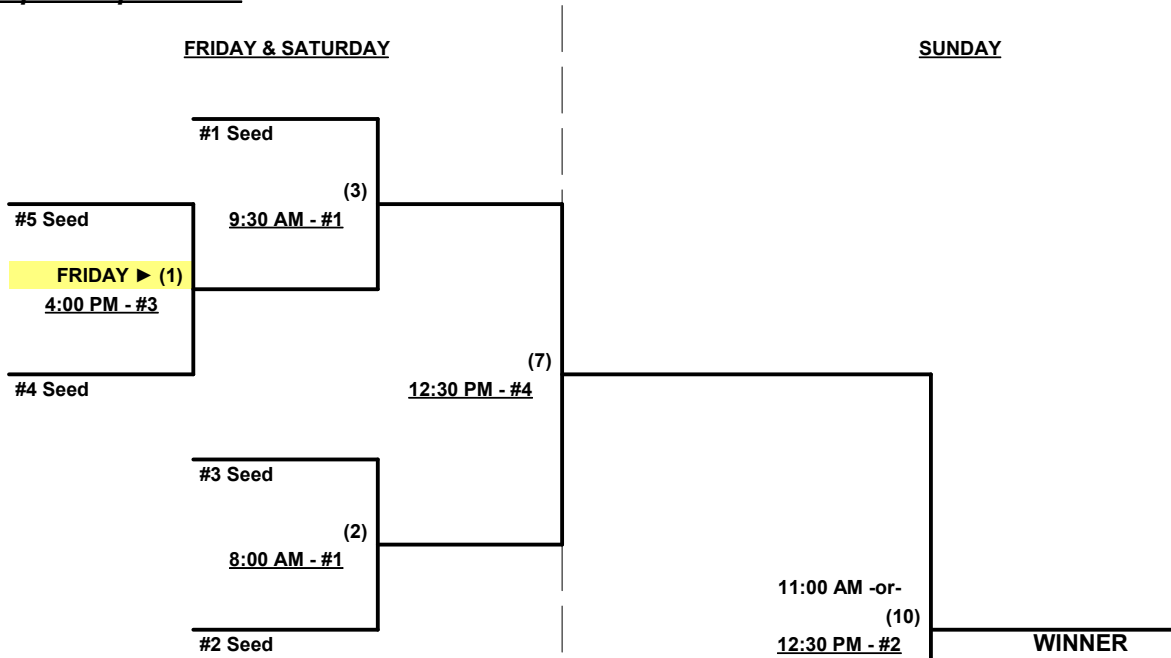 FRIDAY & SATURDAY
SUNDAY
#1 Seed
(3)
#5 Seed
9:30 AM - #1
FRIDAY ► (1)
4:00 PM - #3
(7)
#4 Seed
12:30 PM - #4
#3 Seed
(2)
8:00 AM - #1
11:00 AM -or-
(10)
#2 Seed
12:30 PM - #2
WINNER